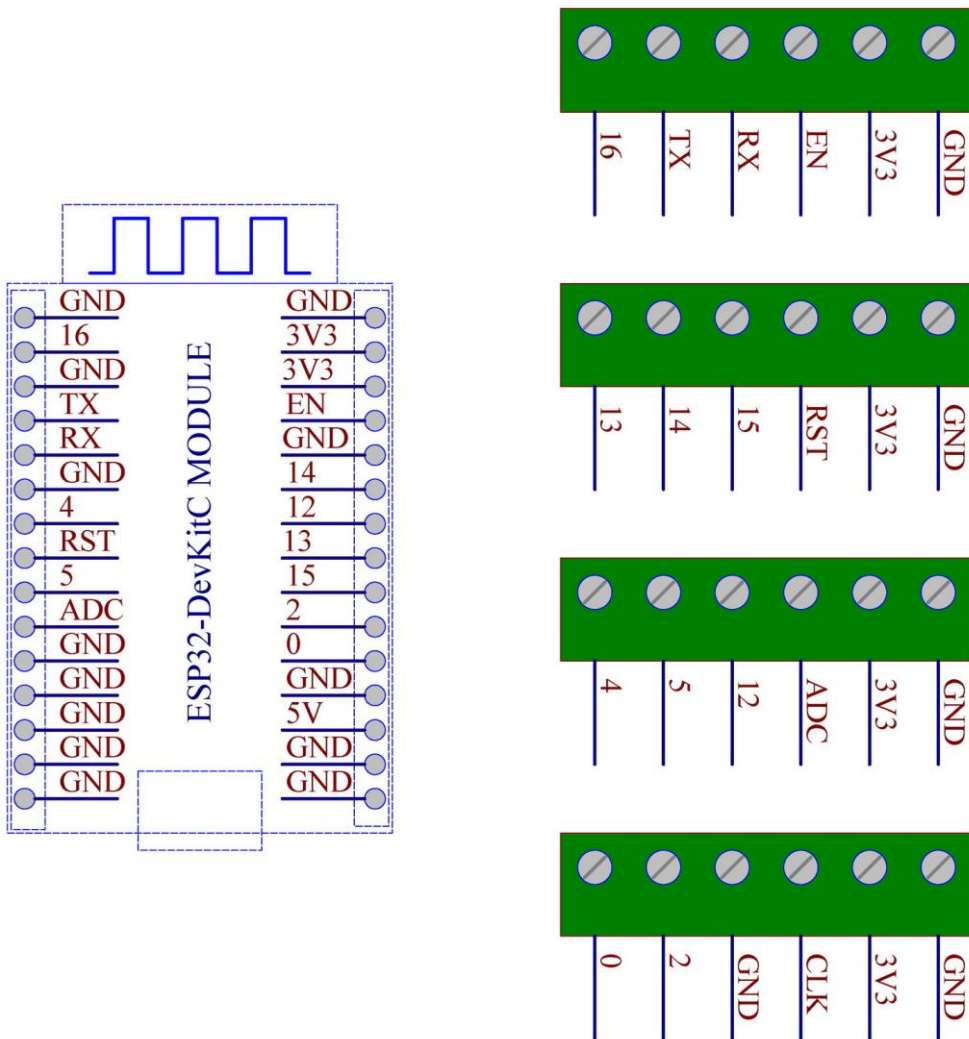 GND
16
GND
TX
RX
GND
4
RST
5
ADC
GND
GND
GND
GND
GND
ESP32-DevKitC MODULE
GND
3V3
3V3
EN
GND
14
12
13
15
2
0
GND
5V
GND
GND
16 TX RX EN 3V3 GND
13 14 15 RST 3V3 GND
4 5 12 ADC 3V3 GND
0 2 GND CLK 3V3 GND